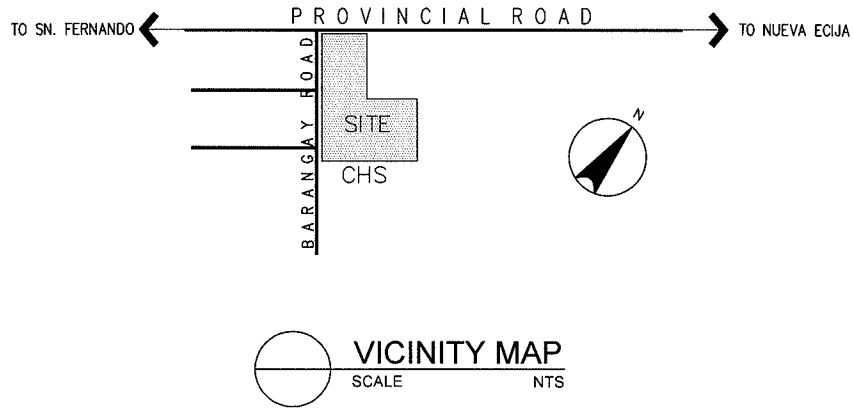 PROVINCIAL ROAD
TO SN. FERNANDO
TO NUEVA ECIJA
BARANGAY ROAD
SITE
CHS
N
VICINITY MAP
SCALE NTS